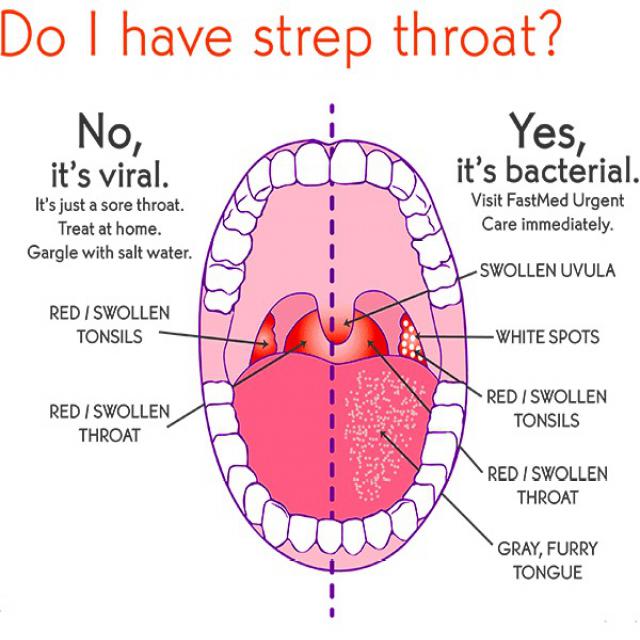 Do I have strep throat?
No,
it's viral.
It's just a sore throat.
Treat at home.
Gargle with salt water.
RED / SWOLLEN
TONSILS
RED / SWOLLEN
THROAT
Yes,
it's bacterial.
Visit FastMed Urgent
Care immediately.
SWOLLEN UVULA
WHITE SPOTS
RED / SWOLLEN
TONSILS
RED / SWOLLEN
THROAT
GRAY, FURRY
TONGUE